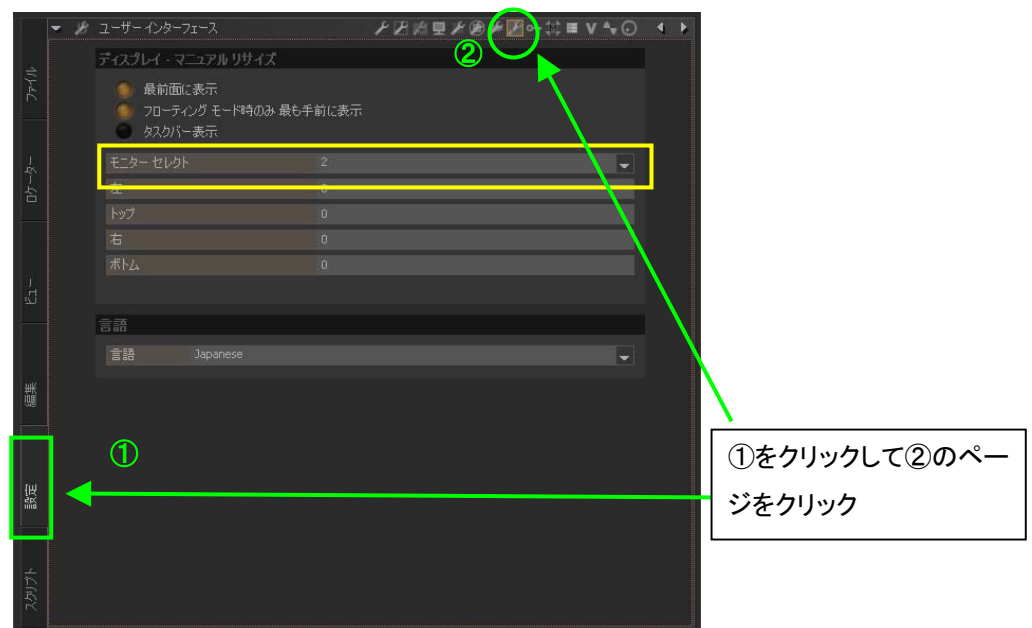 ユーザーインターフェース
V
②
ディスプレイ - マニュアル リサイズ
最前面に表示
フローティング モード時のみ 最も手前に表示
タスクバー表示
モニター セレクト 2
左 0
トップ 0
右 0
ボトム 0
言語
言語 Japanese
ファイル
ロケーター
ビュー
編集
設定
スクリプト
①
①をクリックして②のペー
ジをクリック